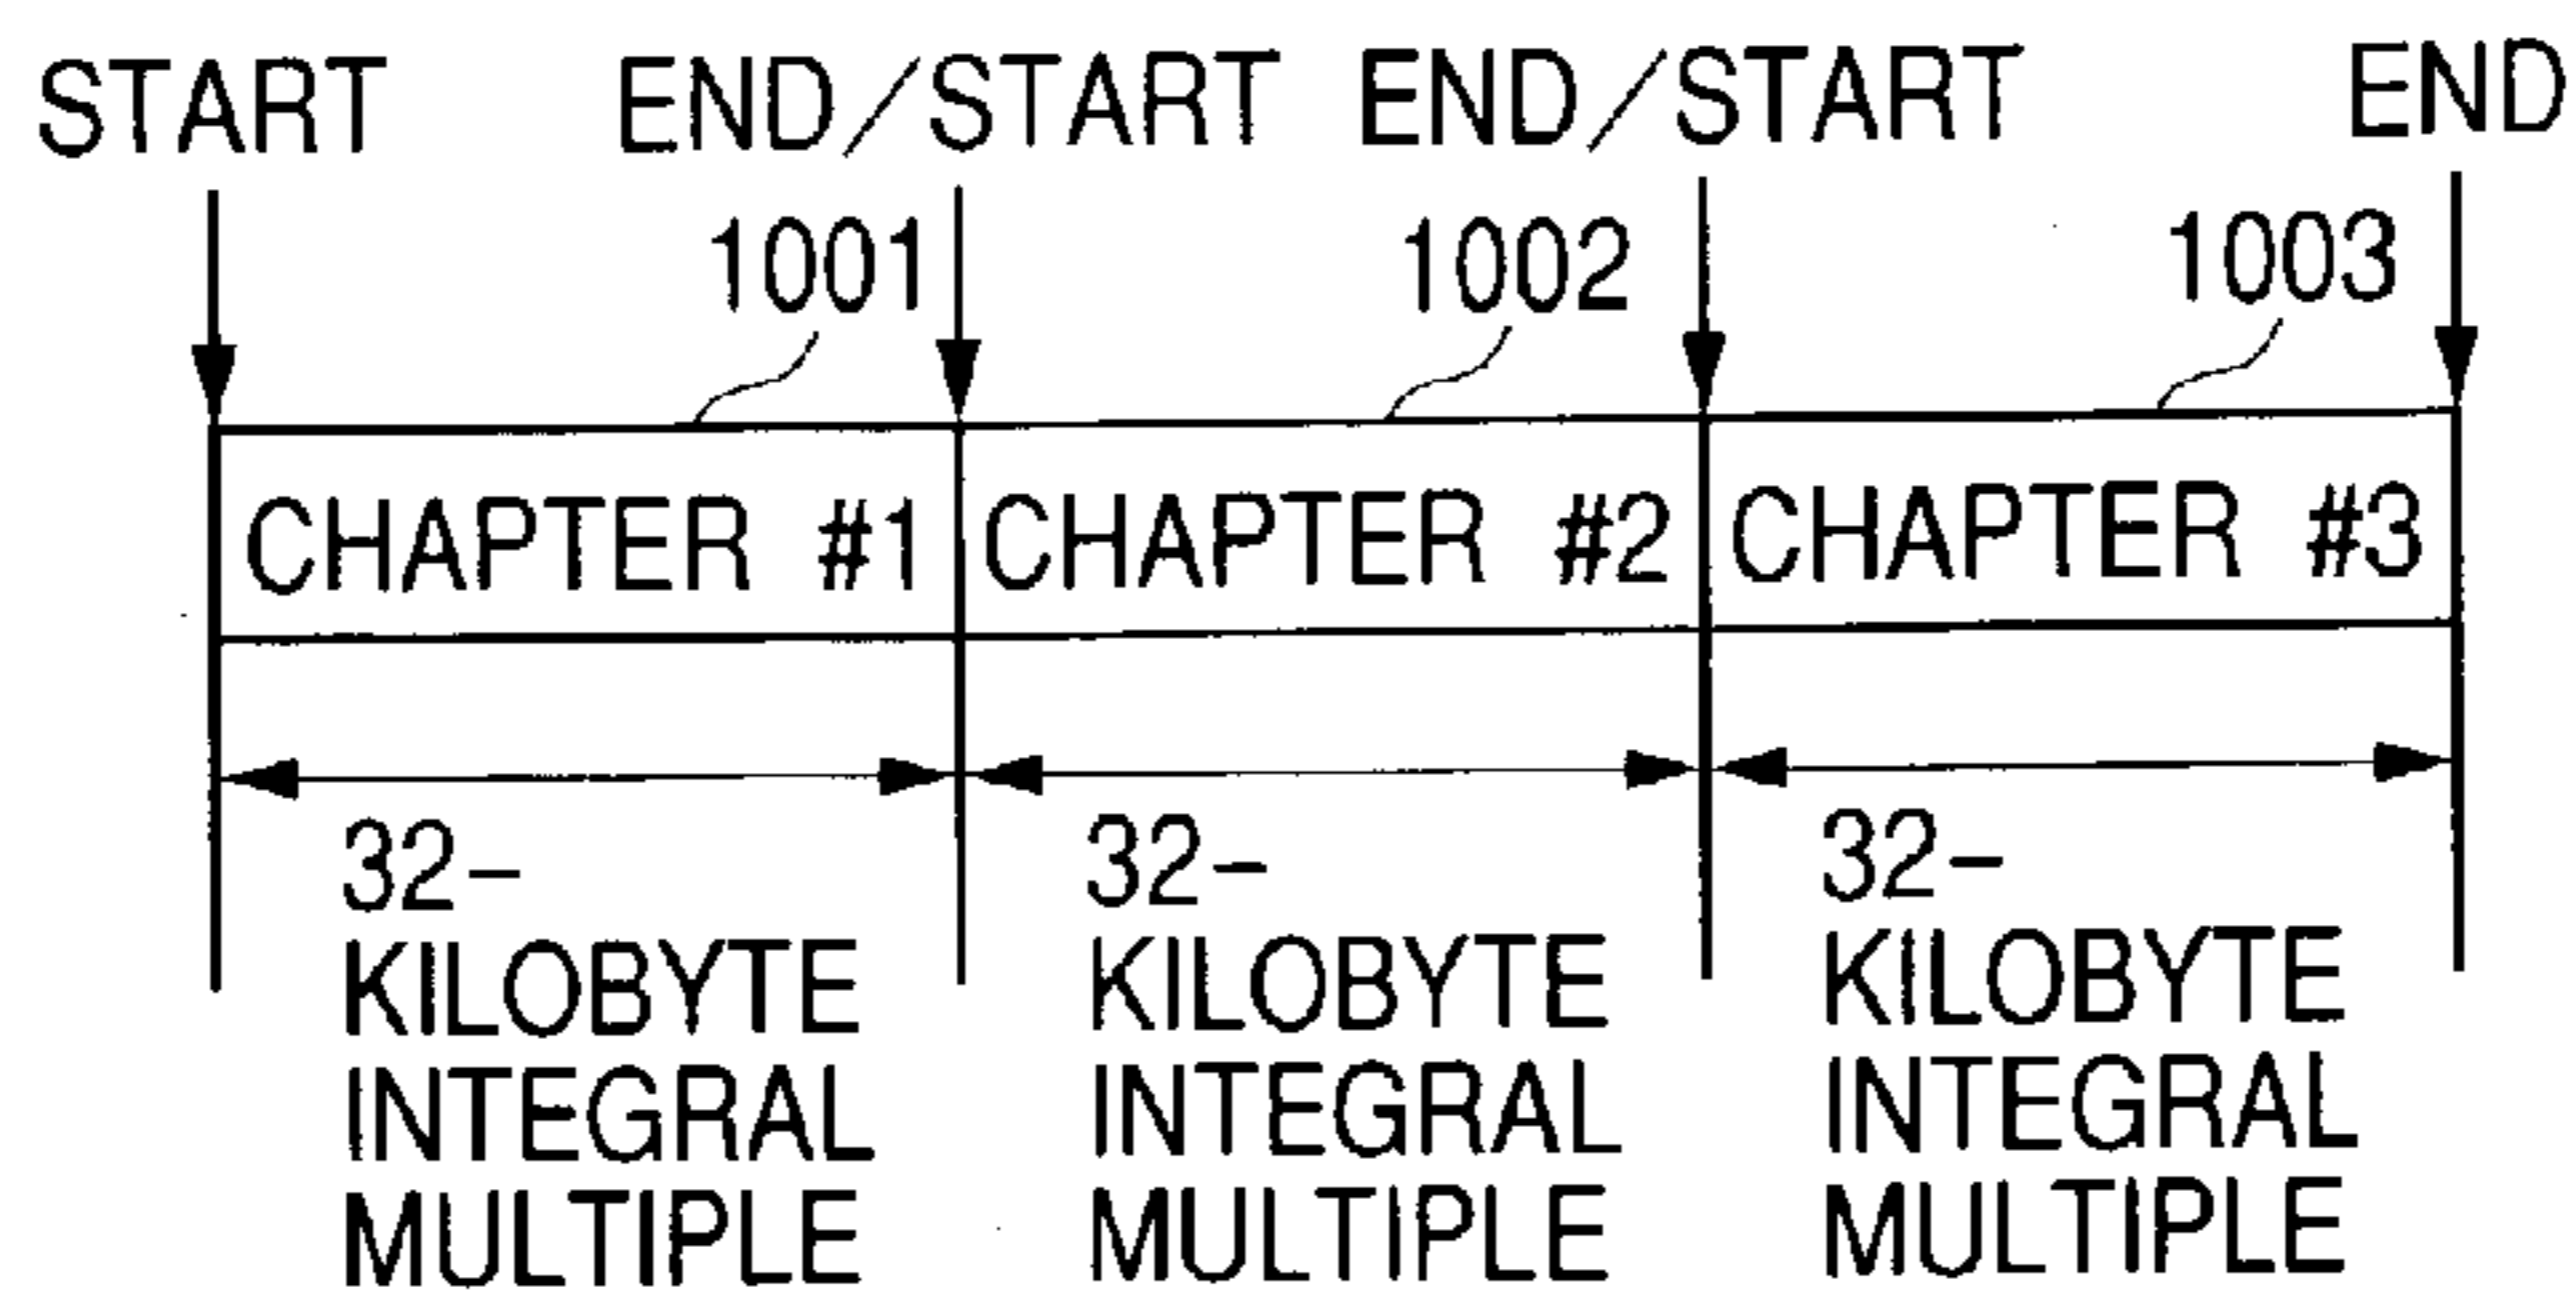 START END/START END/START END
1001 1002 1003
CHAPTER #1 CHAPTER #2 CHAPTER #3
32- 32- 32-
KILOBYTE KILOBYTE KILOBYTE
INTEGRAL INTEGRAL INTEGRAL
MULTIPLE MULTIPLE MULTIPLE